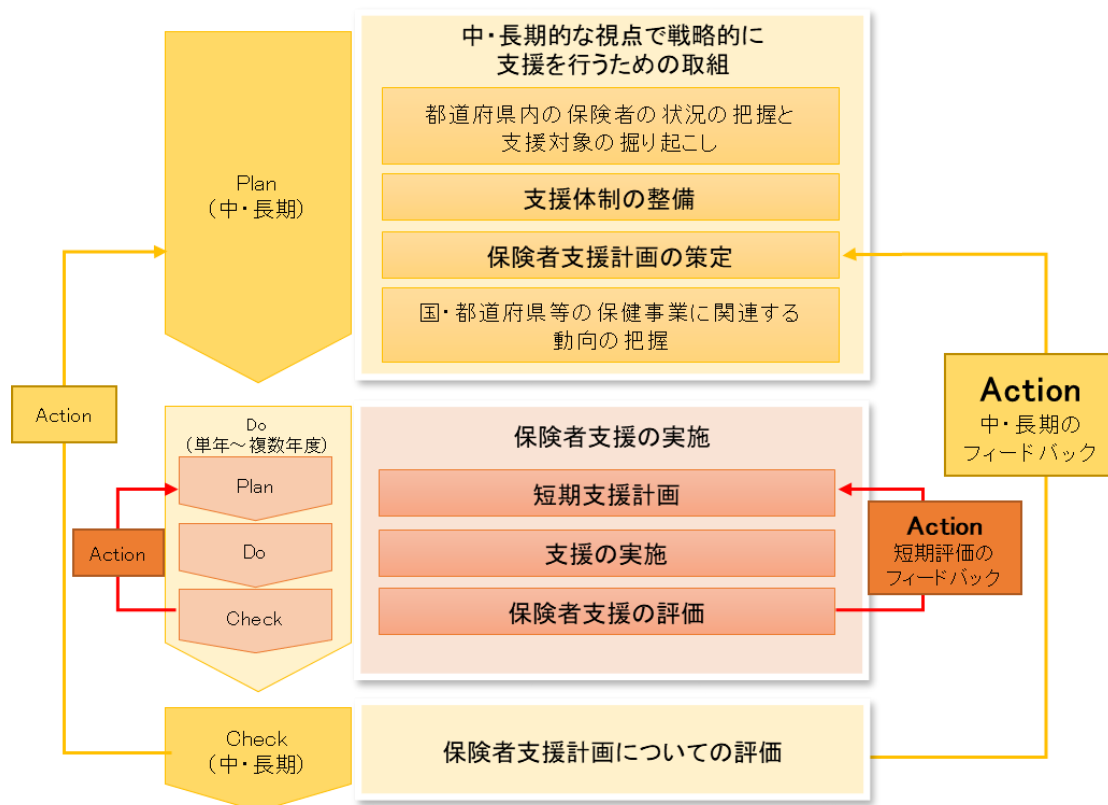 中・長期的な視点で戦略的に
支援を行うための取組
Plan
(中・長期)
都道府県内の保険者の状況の把握と
支援対象の掘り起こし
支援体制の整備
保険者支援計画の策定
国・都道府県等の保健事業に関連する
動向の把握
Action
Action
中・長期の
フィードバック
Do
(単年～複数年度)
保険者支援の実施
Plan
短期支援計画
Action
Do
支援の実施
Action
短期評価の
フィードバック
Check
保険者支援の評価
Check
(中・長期)
保険者支援計画についての評価